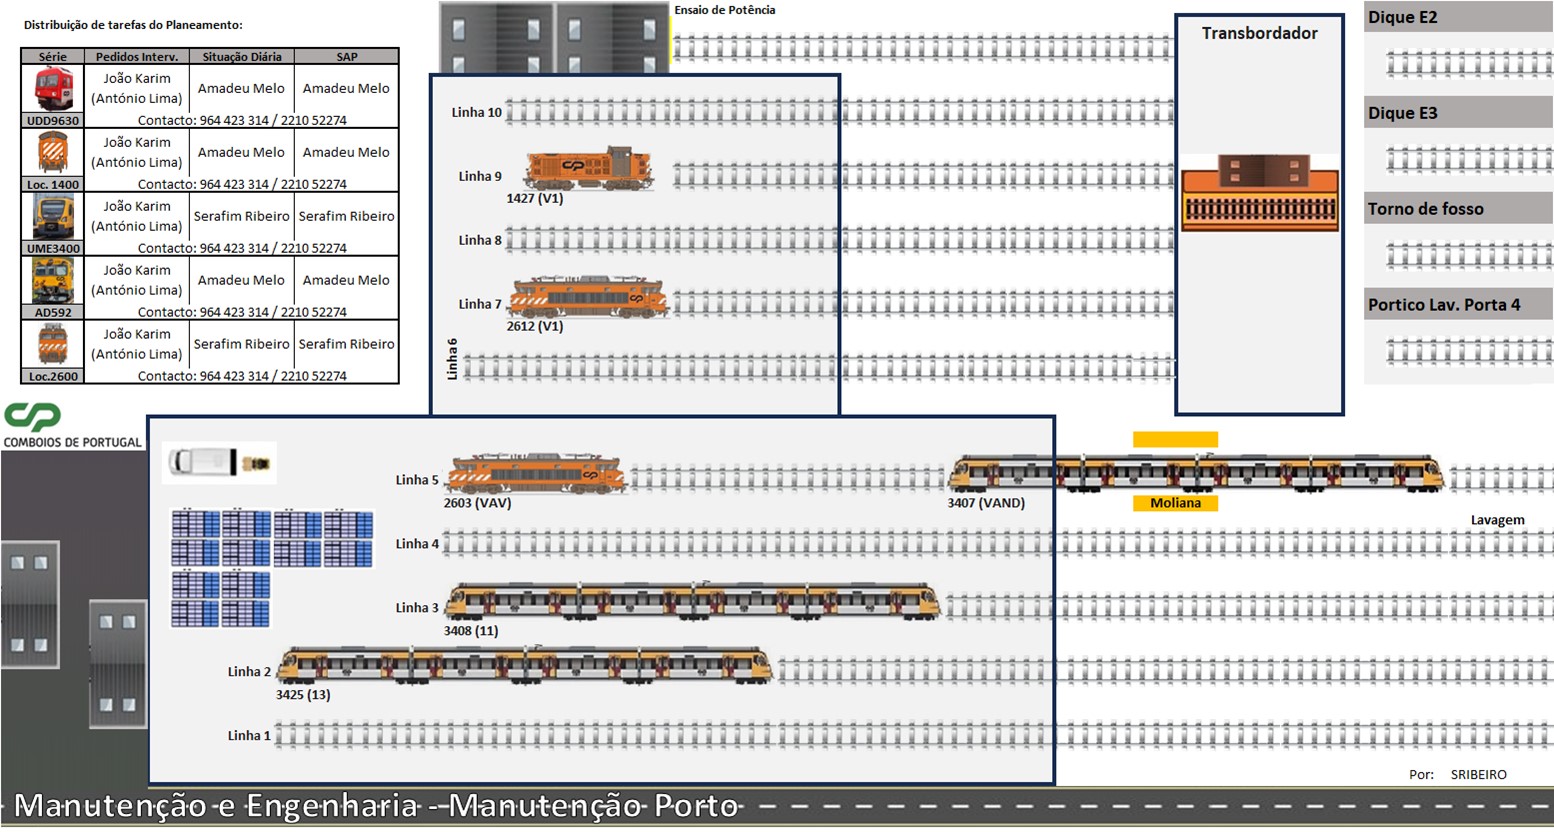 Distribuição de tarefas do Planeamento:
Série Pedidos Interv. Situação Diária SAP
João Karim
(António Lima) Amadeu Melo Amadeu Melo
UDD9630 Contacto: 964 423 314 / 2210 52274
João Karim
(António Lima) Amadeu Melo Amadeu Melo
Loc. 1400 Contacto: 964 423 314 / 2210 52274
João Karim
(António Lima) Serafim Ribeiro Serafim Ribeiro
UME3400 Contacto: 964 423 314 / 2210 52274
João Karim
(António Lima) Amadeu Melo Amadeu Melo
AD592 Contacto: 964 423 314 / 2210 52274
João Karim
(António Lima) Serafim Ribeiro Serafim Ribeiro
Loc.2600 Contacto: 964 423 314 / 2210 52274
CP
COMBOIOS DE PORTUGAL
Ensaio de Potência
Linha 10
Linha 9
1427 (V1)
Linha 8
Linha 7
2612 (V1)
Linha 6
Transbordador
Dique E2
Dique E3
Torno de fosso
Portico Lav. Porta 4
Linha 5
2603 (VAV)
3407 (VAND)
Moliana
Lavagem
Linha 4
Linha 3
3408 (11)
Linha 2
3425 (13)
Linha 1
Por: SRIBEIRO
Manutenção e Engenharia - Manutenção Porto